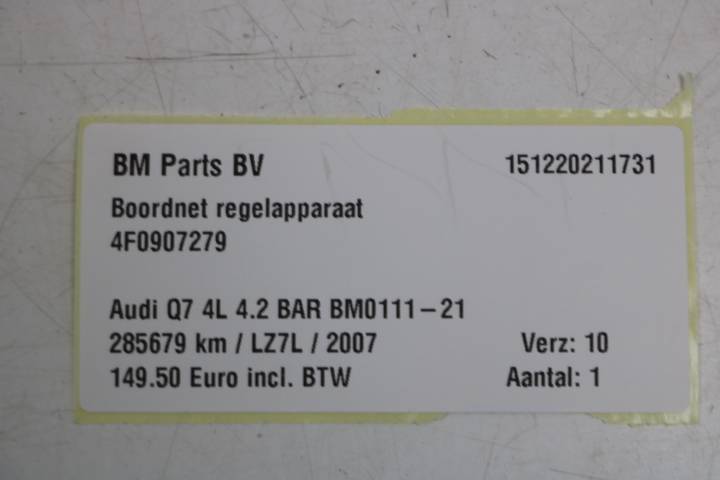 BM Parts BV 151220211731
Boordnet regelapparaat
4F0907279
Audi Q7 4L 4.2 BAR BM0111-21
285679 km / LZ7L / 2007 Verz: 10
149.50 Euro incl. BTW Aantal: 1